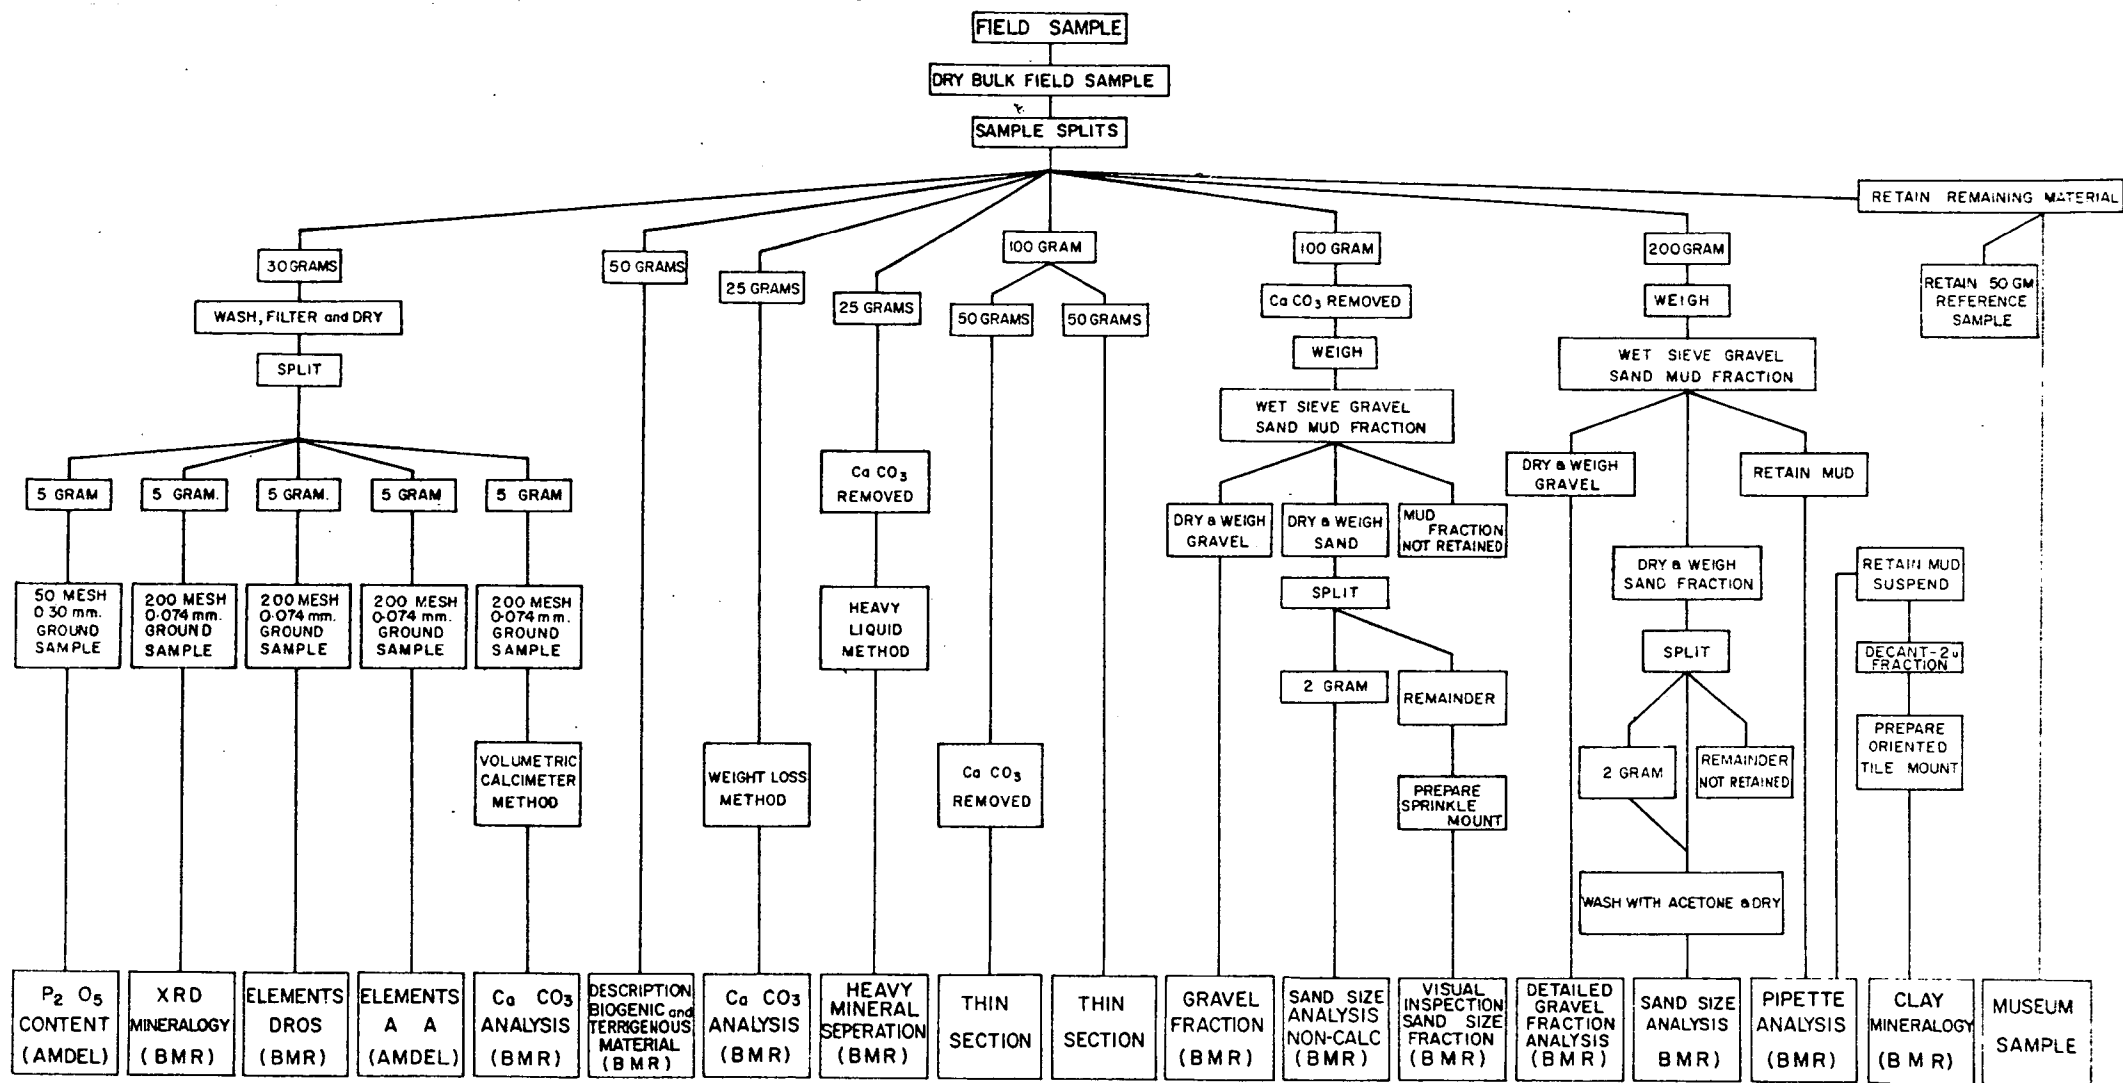 FIELD SAMPLE
DRY BULK FIELD SAMPLE
SAMPLE SPLITS
RETAIN REMAINING MATERIAL
30 GRAMS
50 GRAMS
25 GRAMS
25 GRAMS
100 GRAM
100 GRAM
200 GRAM
RETAIN 50 GM
REFERENCE
SAMPLE
WASH, FILTER and DRY
50 GRAMS
50 GRAMS
Ca CO3 REMOVED
WEIGH
SPLIT
WEIGH
WET SIEVE GRAVEL
SAND MUD FRACTION
WET SIEVE GRAVEL
SAND MUD FRACTION
5 GRAM
5 GRAM.
5 GRAM.
5 GRAM
5 GRAM
Ca CO3
REMOVED
DRY & WEIGH
GRAVEL
DRY & WEIGH
SAND
MUD
FRACTION
NOT RETAINED
DRY & WEIGH
GRAVEL
RETAIN MUD
50 MESH
0·30 mm.
GROUND
SAMPLE
200 MESH
0·074 mm.
GROUND
SAMPLE
200 MESH
0·074 mm.
GROUND
SAMPLE
200 MESH
0·074 mm.
GROUND
SAMPLE
200 MESH
0·074 mm.
GROUND
SAMPLE
HEAVY
LIQUID
METHOD
SPLIT
DRY & WEIGH
SAND FRACTION
RETAIN MUD
SUSPEND
2 GRAM
REMAINDER
SPLIT
DECANT-2u
FRACTION
VOLUMETRIC
CALCIMETER
METHOD
WEIGHT LOSS
METHOD
Ca CO3
REMOVED
PREPARE
SPRINKLE
MOUNT
2 GRAM
REMAINDER
NOT RETAINED
PREPARE
ORIENTED
TILE MOUNT
WASH WITH ACETONE & DRY
P2 O5
CONTENT
(AMDEL)
XRD
MINERALOGY
(BMR)
ELEMENTS
DROS
(BMR)
ELEMENTS
A A
(AMDEL)
Ca CO3
ANALYSIS
(BMR)
DESCRIPTION
BIOGENIC and
TERRIGENOUS
MATERIAL
(BMR)
Ca CO3
ANALYSIS
(BMR)
HEAVY
MINERAL
SEPERATION
(BMR)
THIN
SECTION
THIN
SECTION
GRAVEL
FRACTION
(BMR)
SAND SIZE
ANALYSIS
NON-CALC
(BMR)
VISUAL
INSPECTION
SAND SIZE
FRACTION
(BMR)
DETAILED
GRAVEL
FRACTION
ANALYSIS
(BMR)
SAND SIZE
ANALYSIS
BMR)
PIPETTE
ANALYSIS
(BMR)
CLAY
MINERALOGY
(BMR)
MUSEUM
SAMPLE